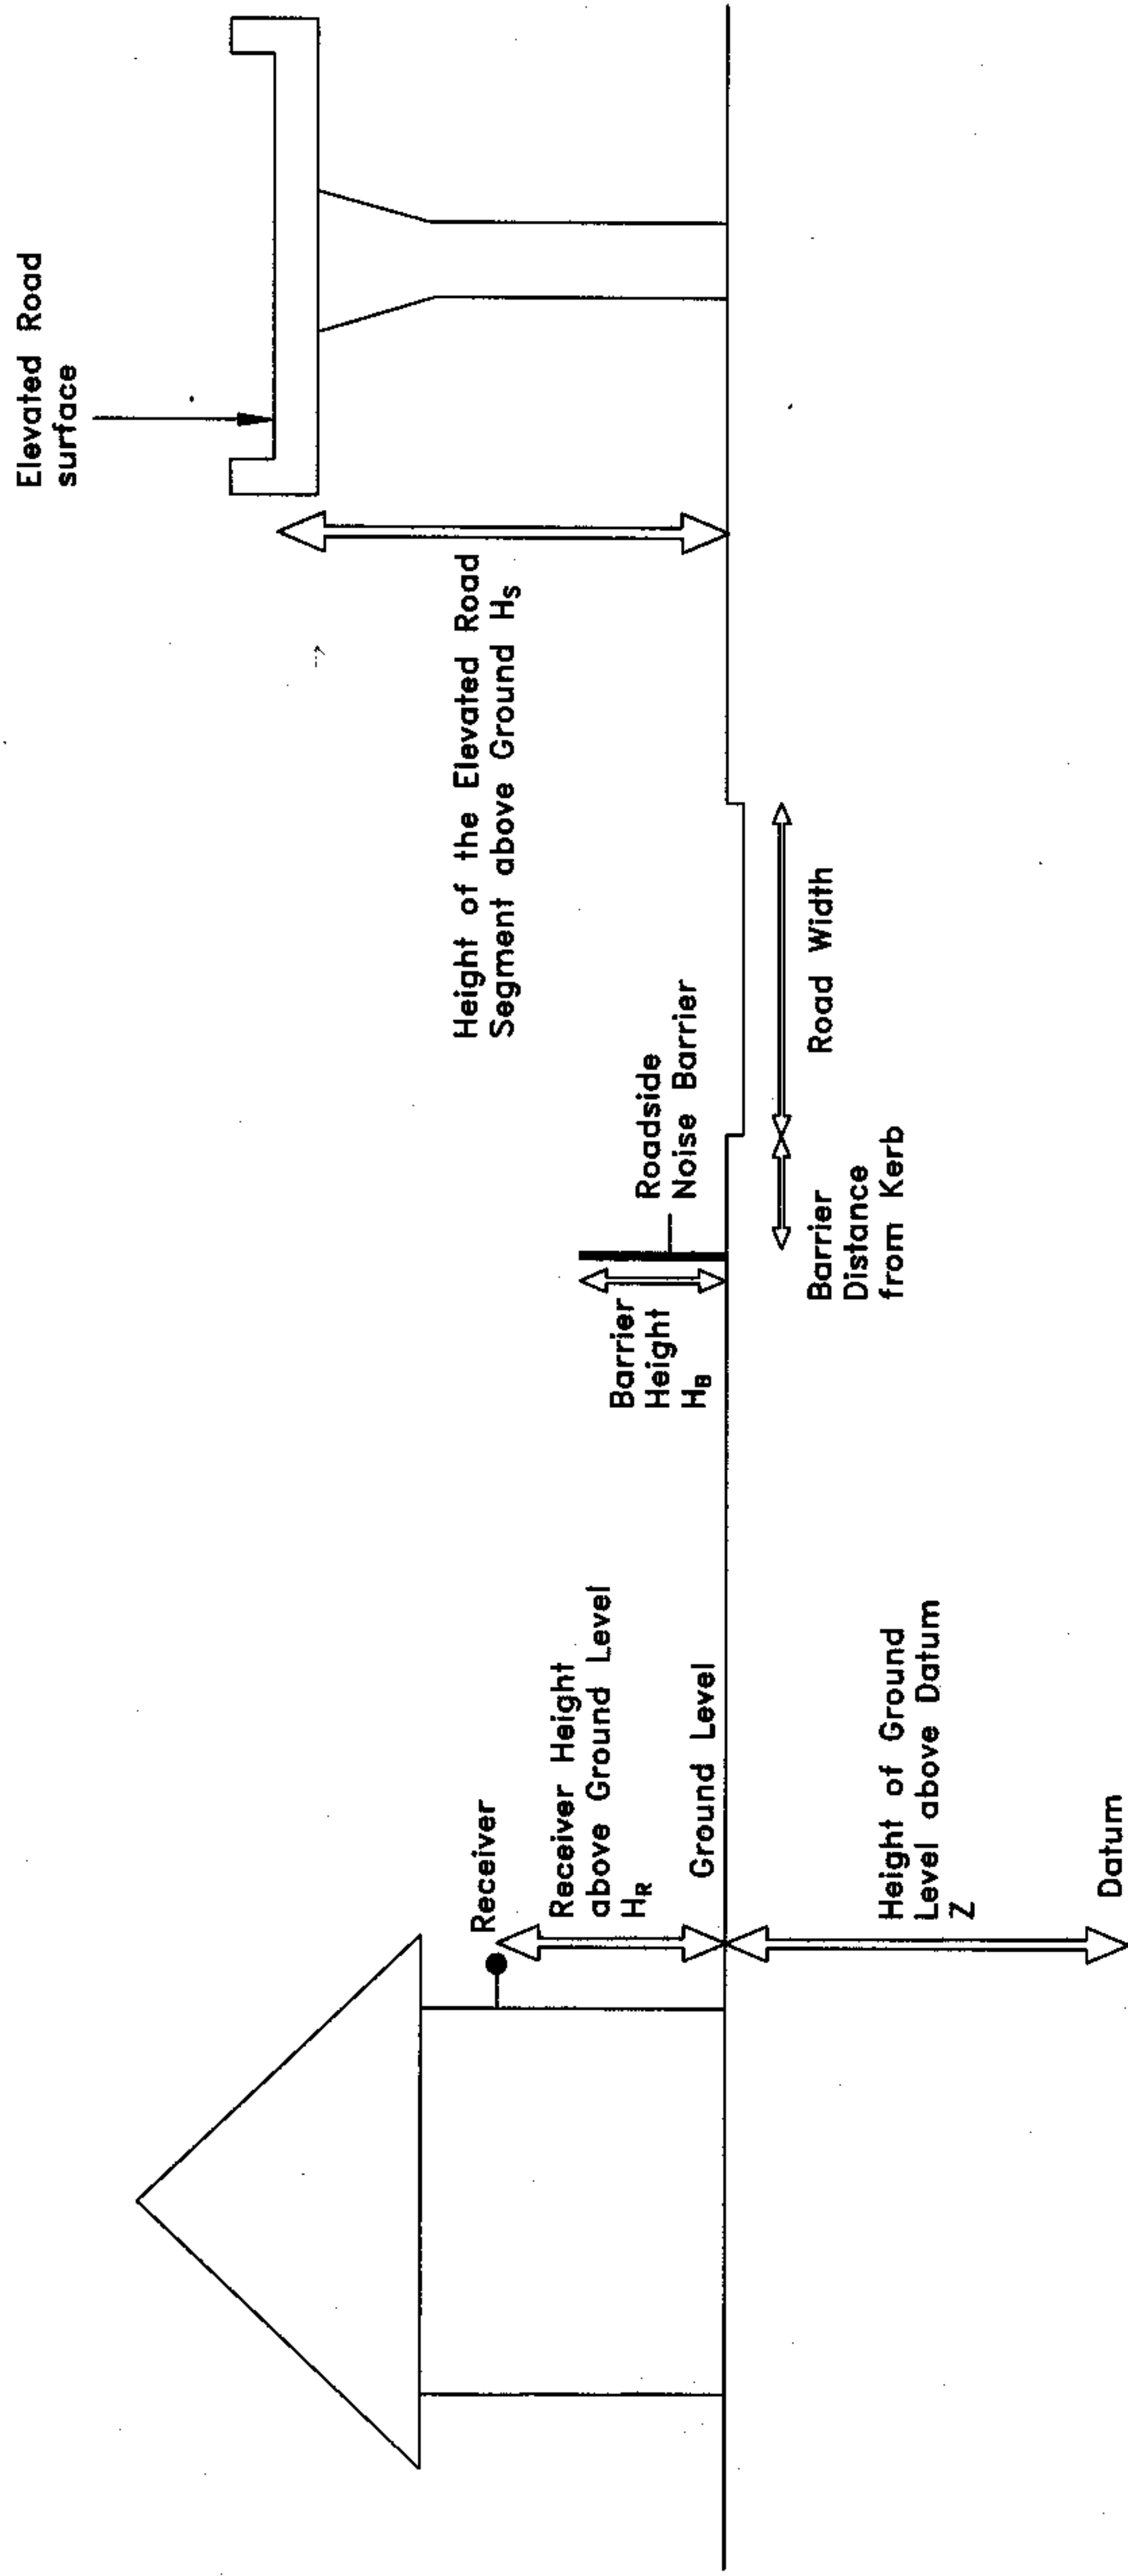 Elevated Road
surface
Height of the Elevated Road
Segment above Ground HS
Roadside
Noise Barrier
Barrier
Height
HB
Receiver
Receiver Height
above Ground Level
HR
Ground Level
Road Width
Barrier
Distance
from Kerb
Height of Ground
Level above Datum
Z
Datum